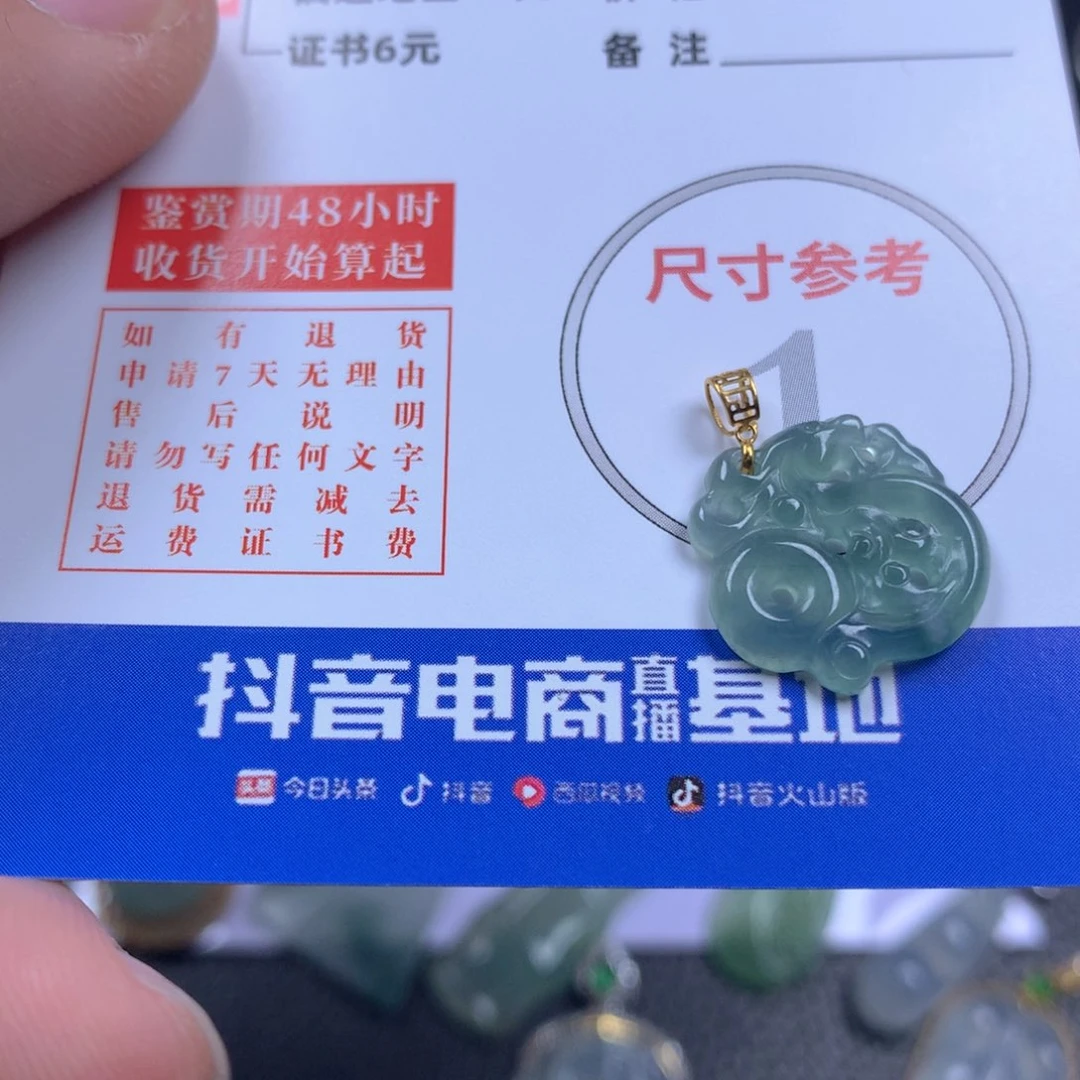 证书6元
备 注
鉴赏期48小时
收货开始算起
如有退货
申请7天无理由
售后说明
请勿写任何文字
退货需减去
运费证书费
尺寸参考
1
抖音电商直播基地
头条 今日头条 抖音 西瓜视频 抖音火山版